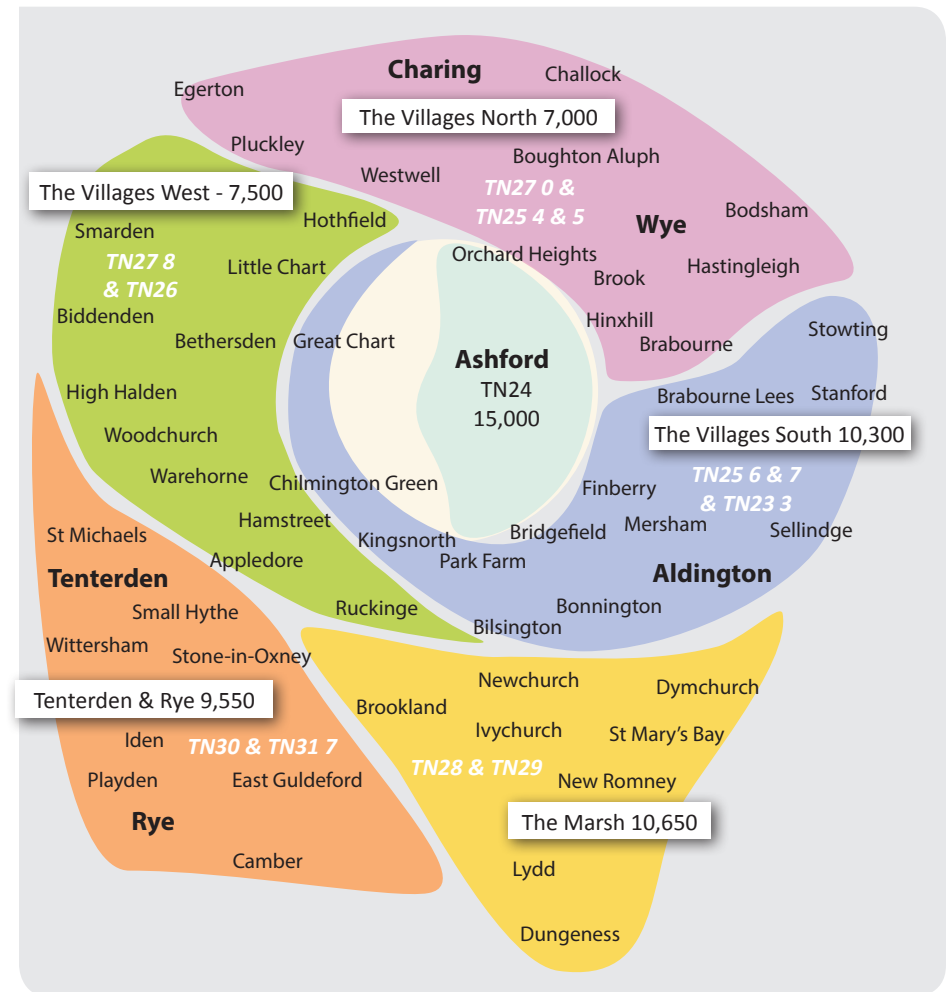 Charing
Challock
Egerton
The Villages North 7,000
Pluckley
Boughton Aluph
Westwell
TN27 0 &
TN25 4 & 5
Bodsham
Wye
Orchard Heights
Hastingleigh
Brook
Hinxhill
Brabourne
The Villages West - 7,500
Hothfield
Smarden
TN27 8
& TN26
Little Chart
Biddenden
Bethersden
High Halden
Woodchurch
Warehorne
Hamstreet
Appledore
Ruckinge
Great Chart
Ashford
TN24
15,000
Chilmington Green
Kingsnorth
Park Farm
Bridgefield
Stowting
Brabourne Lees
Stanford
The Villages South 10,300
TN25 6 & 7
& TN23 3
Finberry
Mersham
Sellindge
Aldington
Bonnington
Bilsington
St Michaels
Tenterden
Small Hythe
Wittersham
Stone-in-Oxney
Tenterden & Rye 9,550
Iden
TN30 & TN31 7
Playden
East Guldeford
Rye
Camber
Newchurch
Dymchurch
Brookland
Ivychurch
St Mary's Bay
TN28 & TN29
New Romney
The Marsh 10,650
Lydd
Dungeness